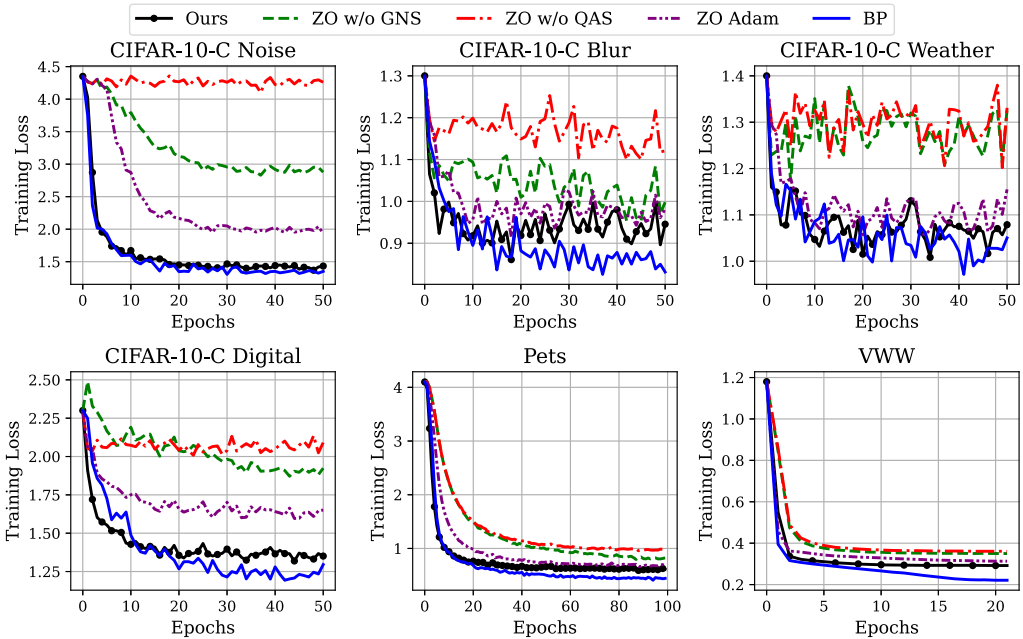 Ours ZO w/o GNS ZO w/o QAS ZO Adam BP
CIFAR-10-C Noise CIFAR-10-C Blur CIFAR-10-C Weather
Training Loss
4.5
4.0
3.5
3.0
2.5
2.0
1.5
0 10 20 30 40 50
Epochs
Training Loss
1.3
1.2
1.1
1.0
0.9
0 10 20 30 40 50
Epochs
Training Loss
1.4
1.3
1.2
1.1
1.0
0 10 20 30 40 50
Epochs
CIFAR-10-C Digital Pets VWW
Training Loss
2.50
2.25
2.00
1.75
1.50
1.25
0 10 20 30 40 50
Epochs
Training Loss
4
3
2
1
0 20 40 60 80 100
Epochs
Training Loss
1.2
1.0
0.8
0.6
0.4
0.2
0 5 10 15 20
Epochs